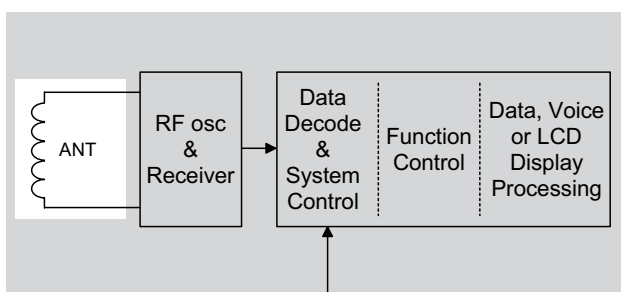 ANT
RF osc
&
Receiver
Data
Decode
&
System
Control
Function
Control
Data, Voice
or LCD
Display
Processing